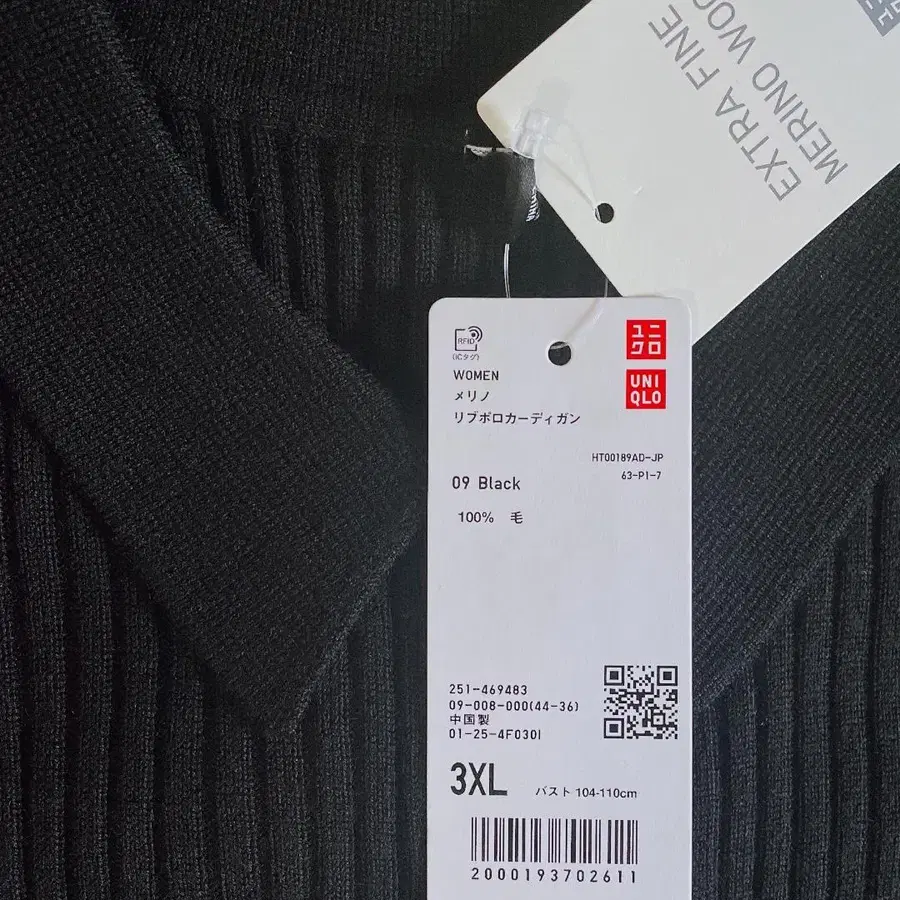 EXTRA FINE
MERINO
RFID
(ICタグ)
ユニ
クロ
UNI
QLO
WOMEN
メリノ
リブポロカーディガン
HT00189AD-JP
63-P1-7
09 Black
100% 毛
251-469483
09-008-000(44-36)
中国製
01-25-4F030I
3XL バスト 104-110cm
2000193702611